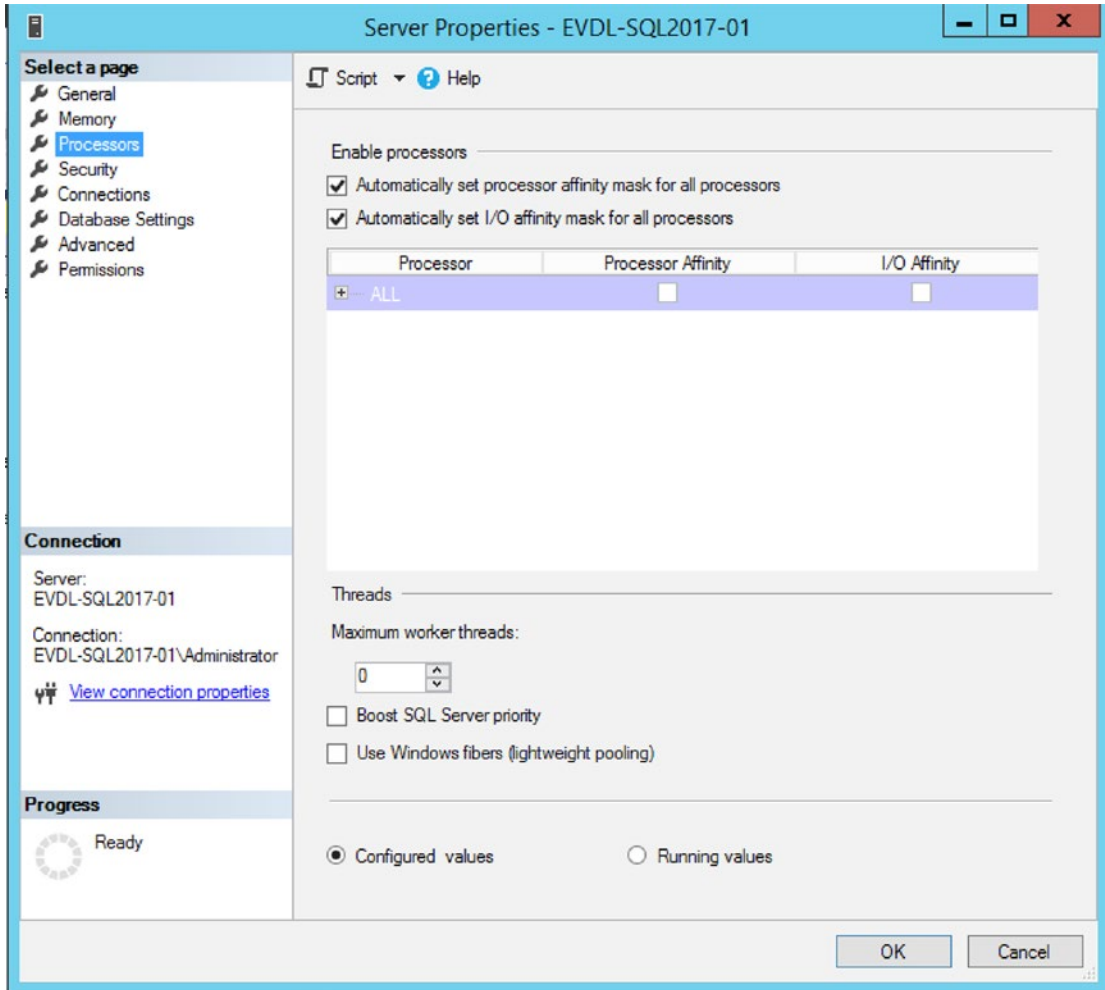 Server Properties - EVDL-SQL2017-01
Select a page
General
Memory
Processors
Security
Connections
Database Settings
Advanced
Permissions
Connection
Server:
EVDL-SQL2017-01
Connection:
EVDL-SQL2017-01\Administrator
View connection properties
Progress
Ready
Script Help
Enable processors
Automatically set processor affinity mask for all processors
Automatically set I/O affinity mask for all processors
Processor Processor Affinity I/O Affinity
ALL
Threads
Maximum worker threads:
0
Boost SQL Server priority
Use Windows fibers (lightweight pooling)
Configured values Running values
OK Cancel